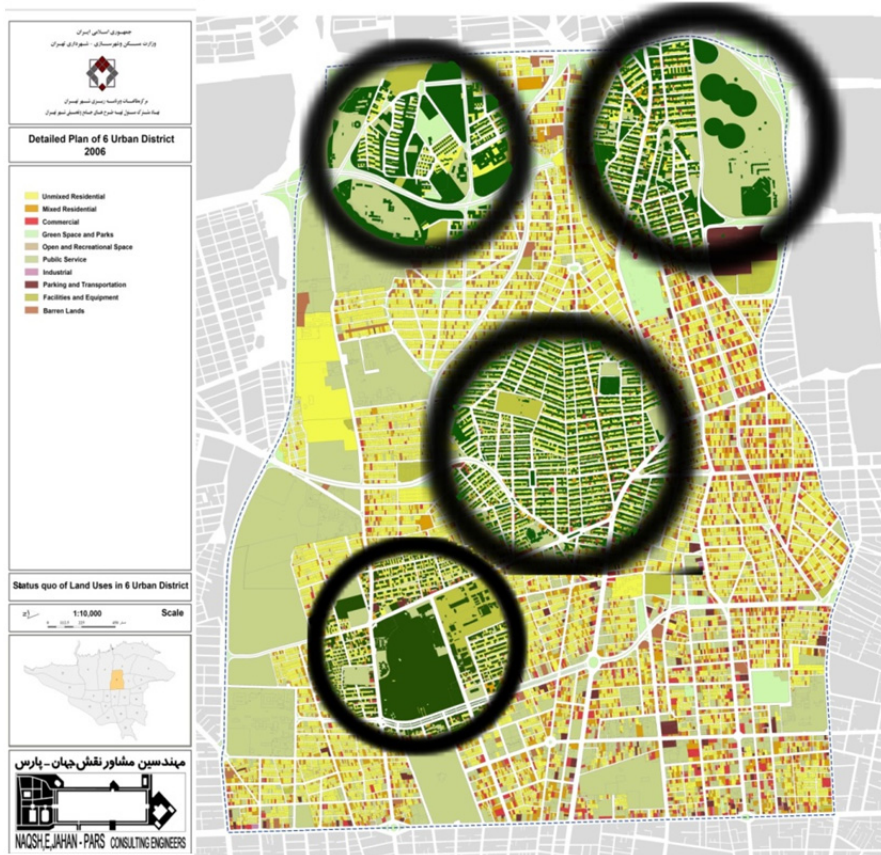 جمهوری اسلامی ایران
وزارت مسکن و شهرسازی - شهرداری تهران
Detailed Plan of 6 Urban District
2006
Unmixed Residential
Mixed Residential
Commercial
Green Space and Parks
Open and Recreational Space
Public Service
Industrial
Parking and Transportation
Facilities and Equipment
Barren Lands
Status quo of Land Uses in 6 Urban District
1:10,000
Scale
مهندسین مشاور نقش جهان - پارس
NAQSH,E,JAHAN - PARS CONSULTING ENGINEERS